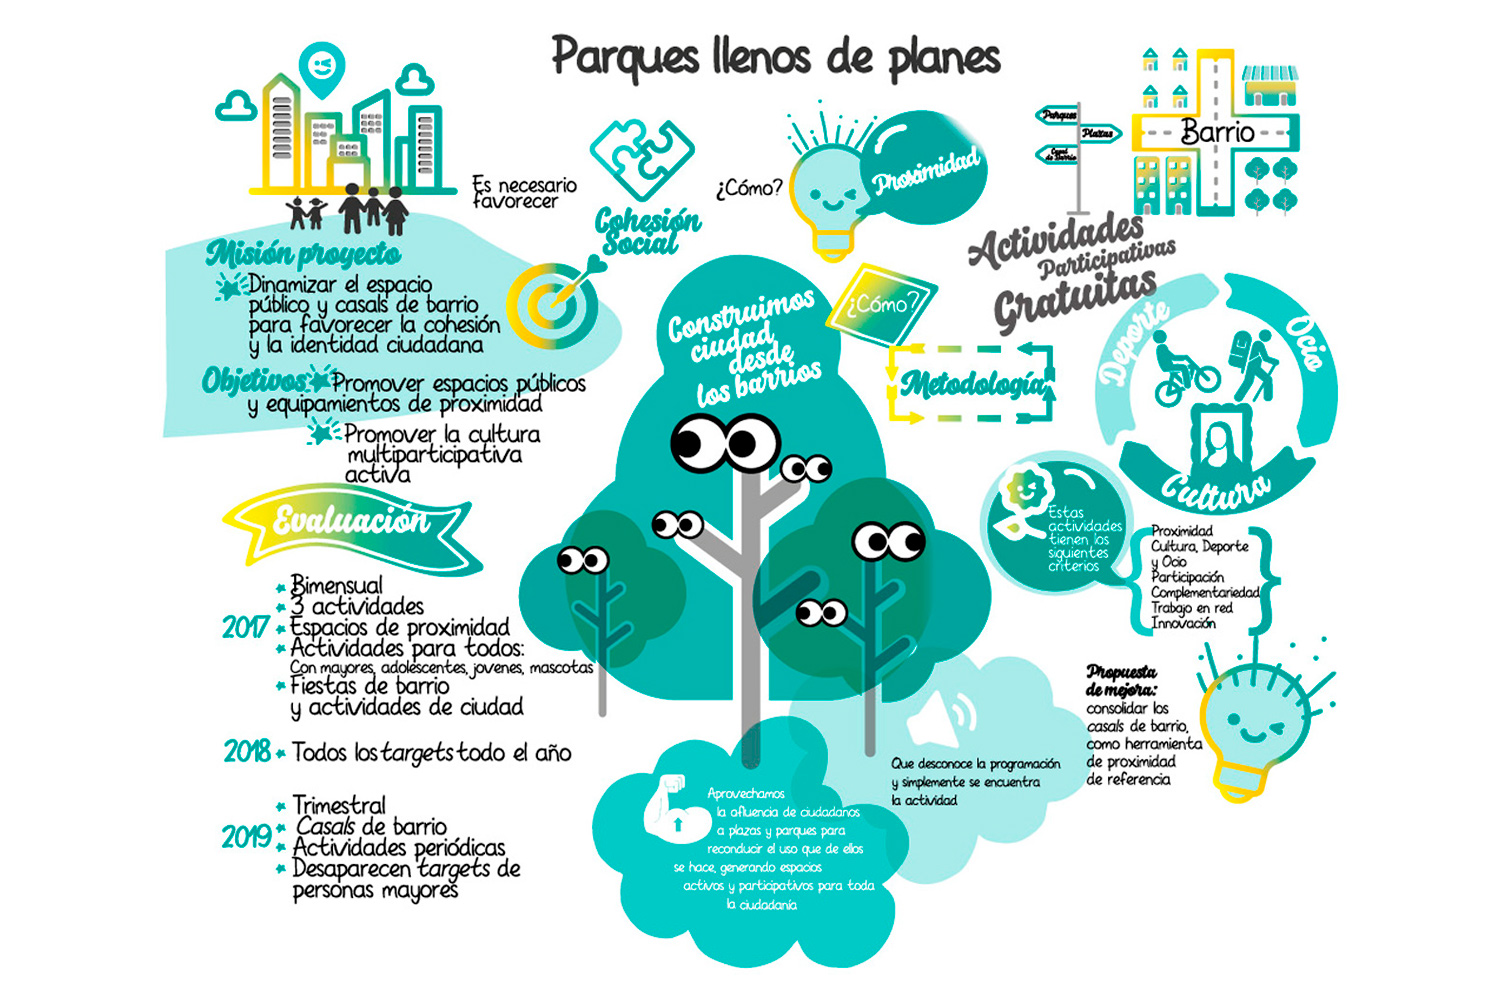 Parques llenos de planes
Es necesario
favorecer
Cohesión
Social
¿Cómo?
Proximidad
Parques
Plazas
Casal
de Barrio
Barrio
Actividades
Participativas
Gratuitas
Misión proyecto
Dinamizar el espacio
público y casals de barrio
para favorecer la cohesión
y la identidad ciudadana
Objetivos Promover espacios públicos
y equipamientos de proximidad
Promover la cultura
multiparticipativa
activa
Construimos
ciudad
desde
los barrios
¿Cómo?
Metodología
Deporte
Ocio
Cultura
Estas
actividades
tienen los
siguientes
criterios
Proximidad
Cultura, Deporte
y Ocio
Participación
Complementariedad
Trabajo en red
Innovación
Evaluación
2017
Bimensual
3 actividades
Espacios de proximidad
Actividades para todos:
Con mayores, adolescentes, jovenes, mascotas
Fiestas de barrio
y actividades de ciudad
2018 Todos los targets todo el año
2019
Trimestral
Casals de barrio
Actividades periódicas
Desaparecen targets de
personas mayores
Aprovechamos
la afluencia de ciudadanos
a plazas y parques para
reconducir el uso que de ellos
se hace, generando espacios
activos y participativos para toda
la ciudadanía
Que desconoce la programación
y simplemente se encuentra
la actividad
Propuesta
de mejora:
consolidar los
casals de barrio,
como herramienta
de proximidad
de referencia